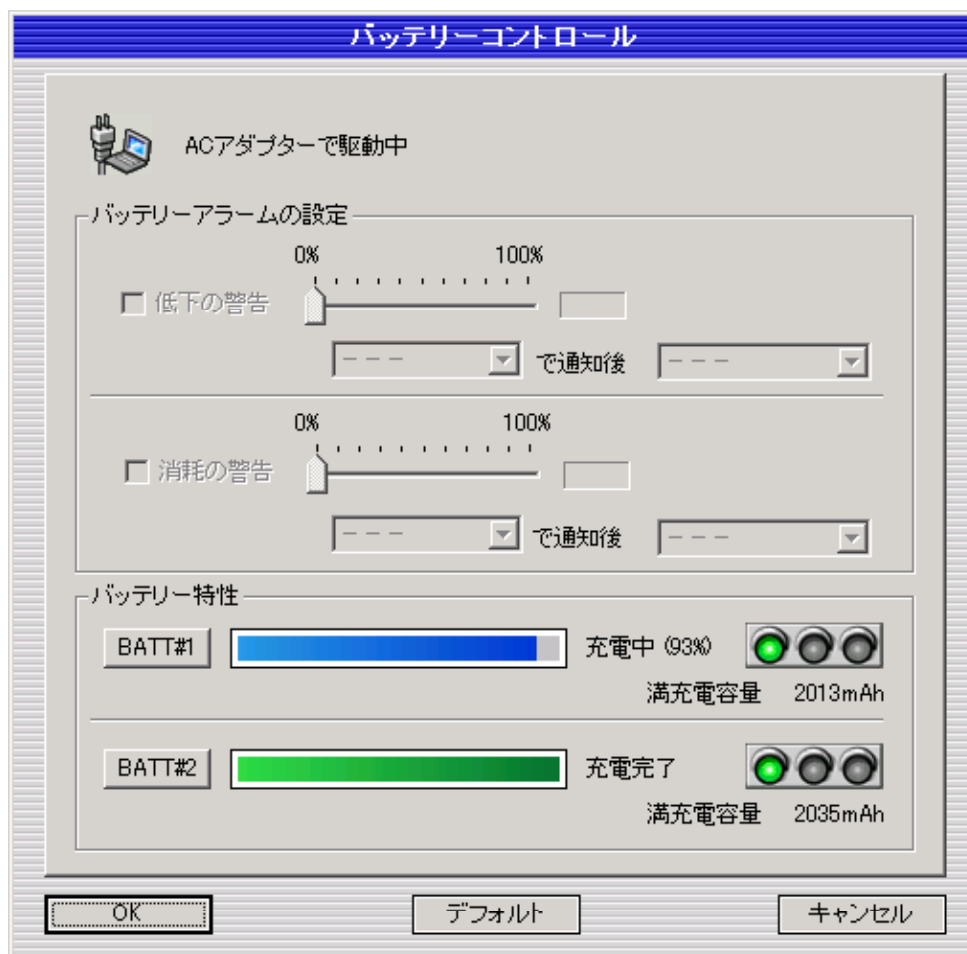 バッテリーコントロール
ACアダプターで駆動中
バッテリーアラームの設定
0% 100%
低下の警告
--- で通知後 ---
0% 100%
消耗の警告
--- で通知後 ---
バッテリー特性
BATT#1 充電中 (93%)
満充電容量 2013mAh
BATT#2 充電完了
満充電容量 2035mAh
OK デフォルト キャンセル